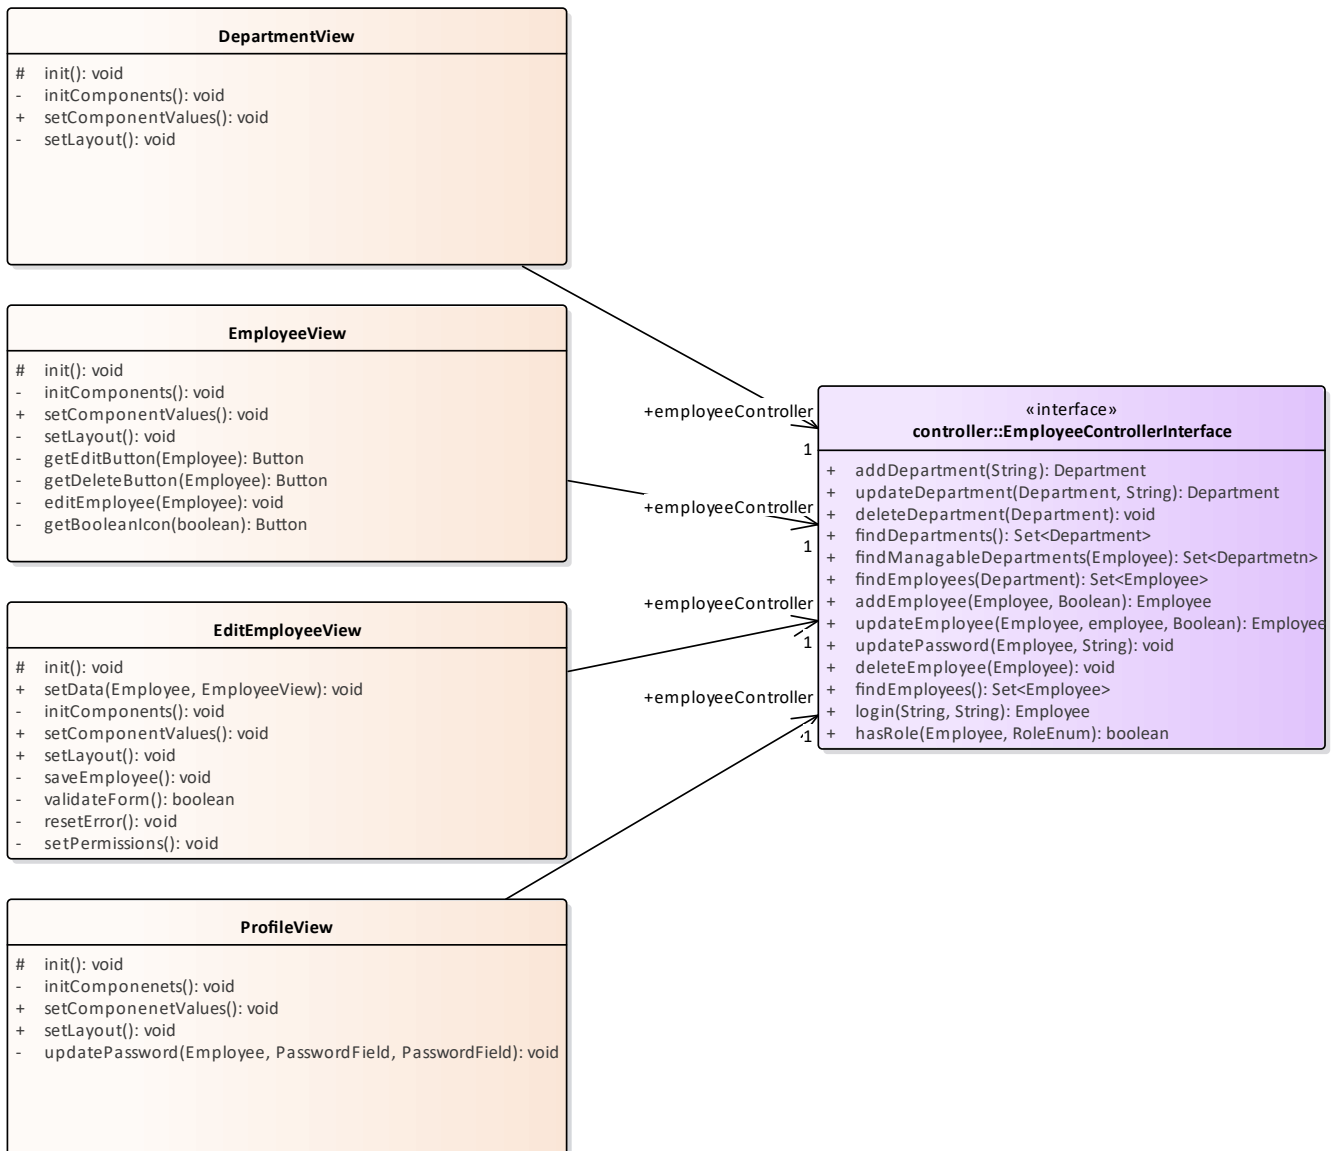 DepartmentView
# init(): void
- initComponents(): void
+ setComponentValues(): void
- setLayout(): void
EmployeeView
# init(): void
- initComponents(): void
+ setComponentValues(): void
- setLayout(): void
- getEditButton(Employee): Button
- getDeleteButton(Employee): Button
- editEmployee(Employee): void
- getBooleanIcon(boolean): Button
EditEmployeeView
# init(): void
+ setData(Employee, EmployeeView): void
- initComponents(): void
+ setComponentValues(): void
+ setLayout(): void
- saveEmployee(): void
- validateForm(): boolean
- resetError(): void
- setPermissions(): void
ProfileView
# init(): void
- initComponenets(): void
+ setComponenetValues(): void
+ setLayout(): void
- updatePassword(Employee, PasswordField, PasswordField): void
+employeeController
1
+employeeController
1
+employeeController
1
+employeeController
1
«interface»
controller::EmployeeControllerInterface
+ addDepartment(String): Department
+ updateDepartment(Department, String): Department
+ deleteDepartment(Department): void
+ findDepartments(): Set<Department>
+ findManagableDepartments(Employee): Set<Departmetn>
+ findEmployees(Department): Set<Employee>
+ addEmployee(Employee, Boolean): Employee
+ updateEmployee(Employee, employee, Boolean): Employee
+ updatePassword(Employee, String): void
+ deleteEmployee(Employee): void
+ findEmployees(): Set<Employee>
+ login(String, String): Employee
+ hasRole(Employee, RoleEnum): boolean